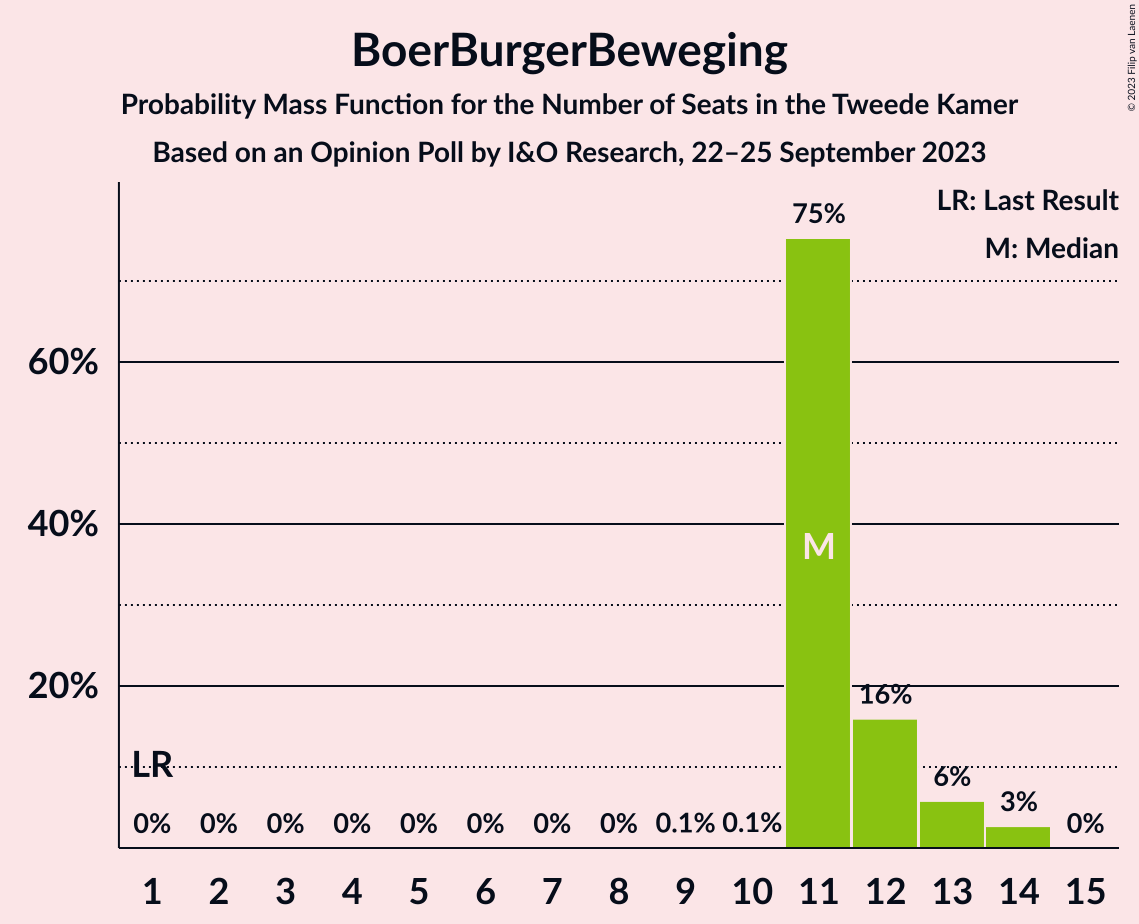 BoerBurgerBeweging
Probability Mass Function for the Number of Seats in the Tweede Kamer
Based on an Opinion Poll by I&O Research, 22–25 September 2023
© 2023 Filip van Laenen
LR: Last Result
M: Median
75%
60%
40%
M
20%
16%
LR
6%
3%
0% 0% 0% 0% 0% 0% 0% 0% 0.1% 0.1% 0%
1 2 3 4 5 6 7 8 9 10 11 12 13 14 15